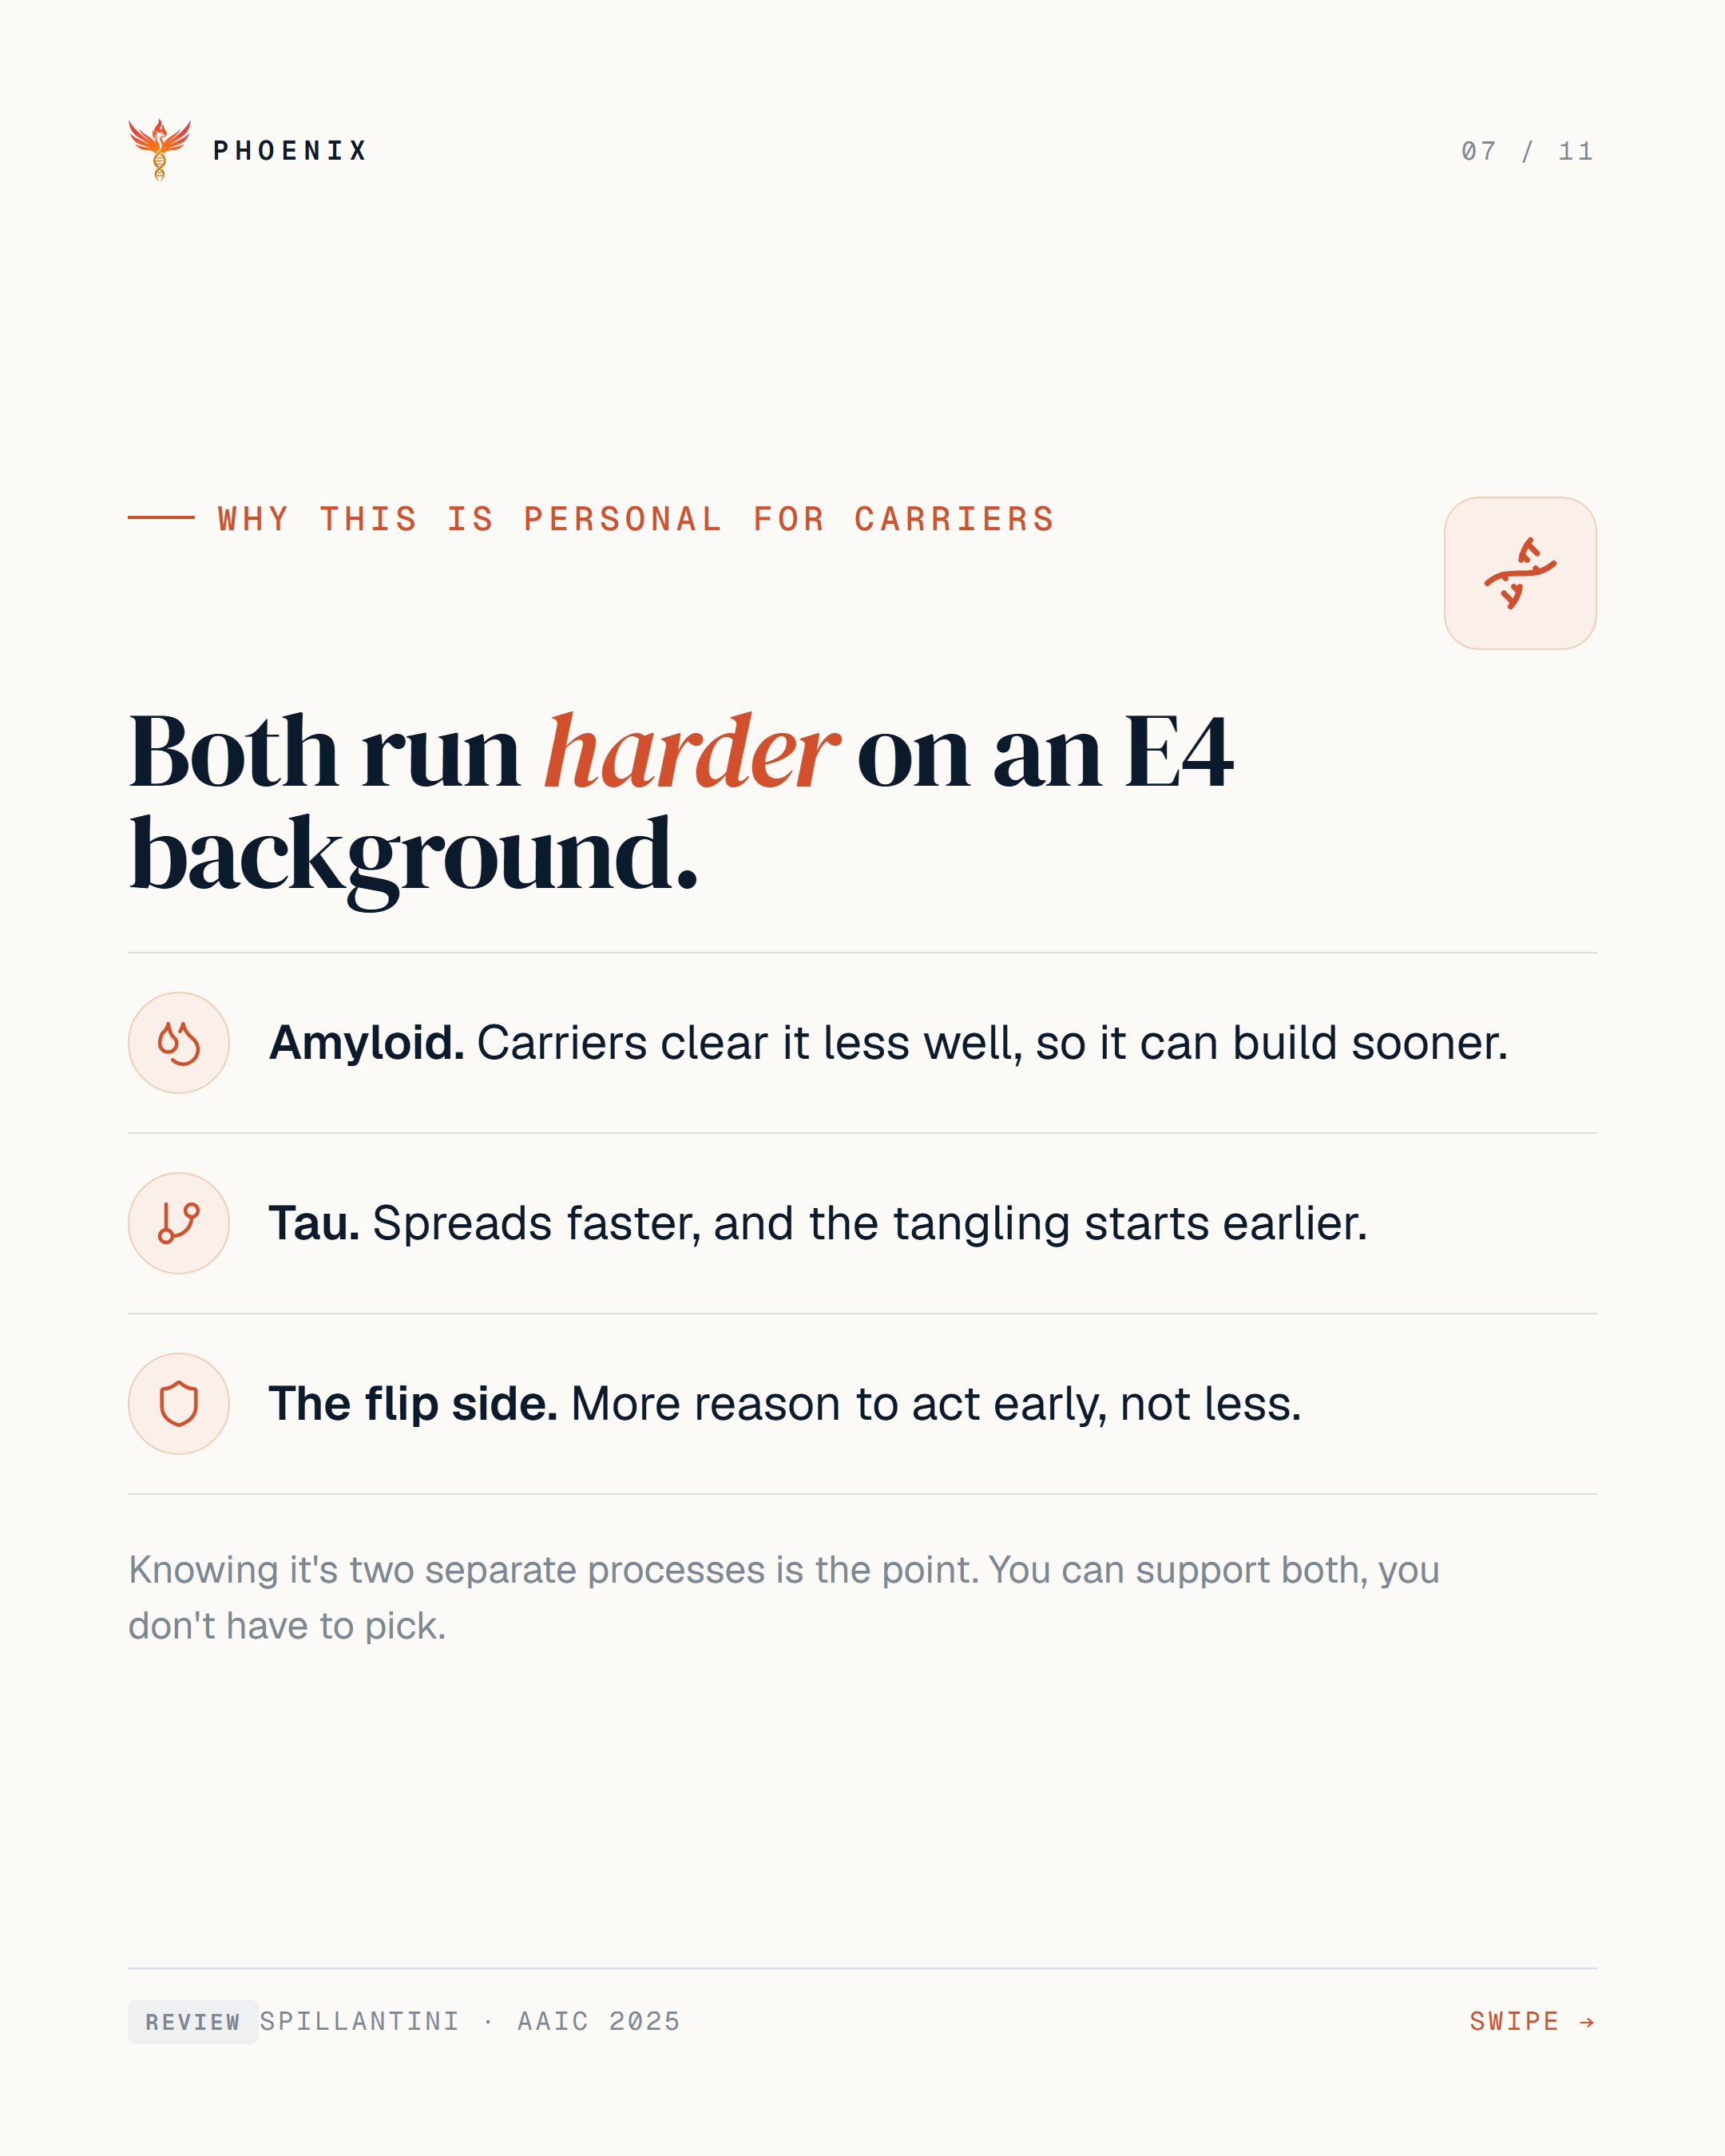 PHOENIX
07 / 11
WHY THIS IS PERSONAL FOR CARRIERS
Both run harder on an E4
background.
Amyloid. Carriers clear it less well, so it can build sooner.
Tau. Spreads faster, and the tangling starts earlier.
The flip side. More reason to act early, not less.
Knowing it's two separate processes is the point. You can support both, you
don't have to pick.
REVIEW SPILLANTINI · AAIC 2025
SWIPE →